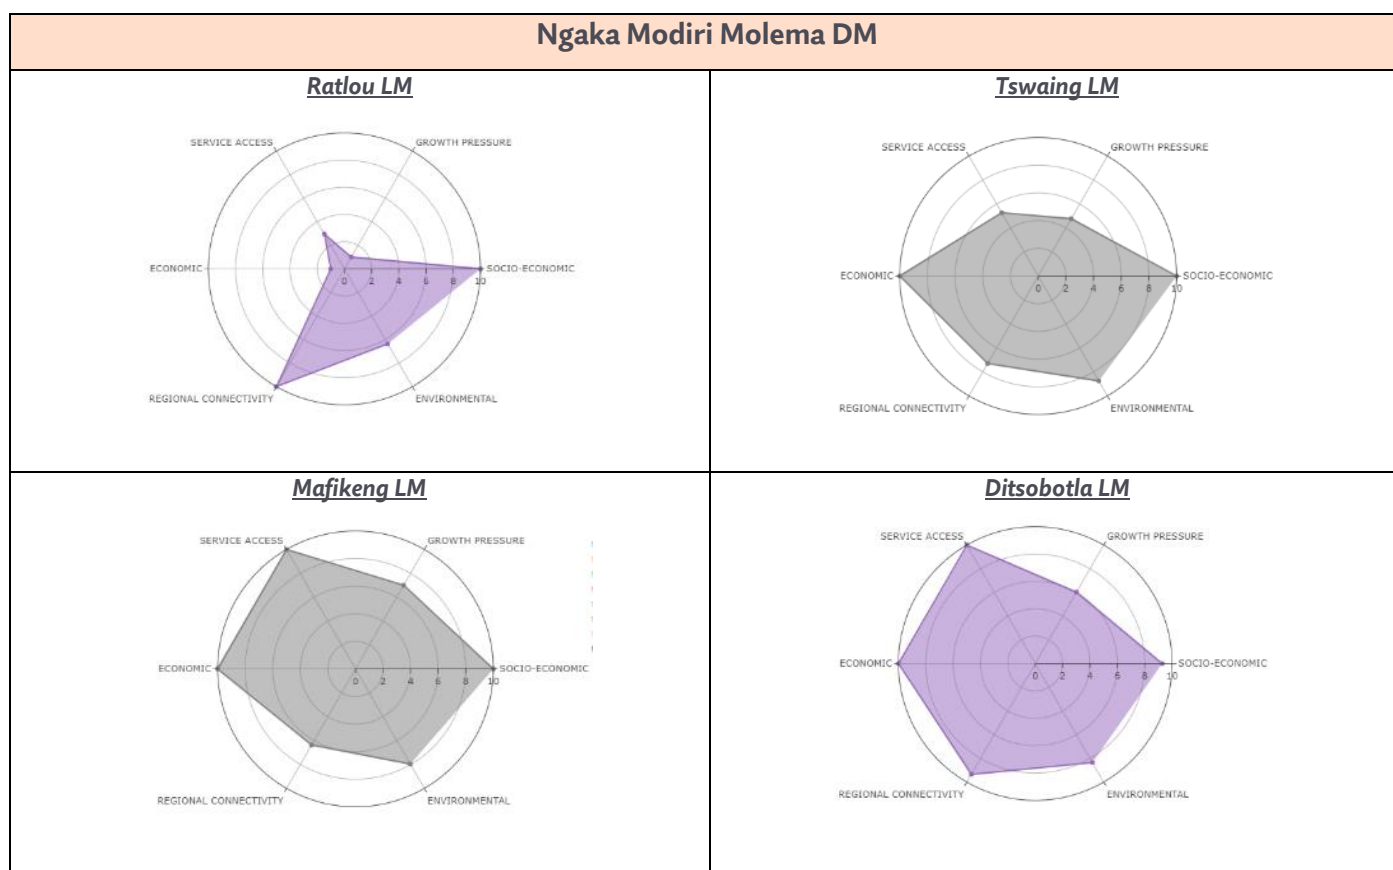 Ngaka Modiri Molema DM
Ratlou LM
SERVICE ACCESS
GROWTH PRESSURE
ECONOMIC
0 2 4 6 8 10
SOCIO-ECONOMIC
REGIONAL CONNECTIVITY
ENVIRONMENTAL
Tswaing LM
SERVICE ACCESS
GROWTH PRESSURE
ECONOMIC
0 2 4 6 8 10
SOCIO-ECONOMIC
REGIONAL CONNECTIVITY
ENVIRONMENTAL
Mafikeng LM
SERVICE ACCESS
GROWTH PRESSURE
ECONOMIC
0 2 4 6 8 10
SOCIO-ECONOMIC
REGIONAL CONNECTIVITY
ENVIRONMENTAL
Ditsobotla LM
SERVICE ACCESS
GROWTH PRESSURE
ECONOMIC
0 2 4 6 8 10
SOCIO-ECONOMIC
REGIONAL CONNECTIVITY
ENVIRONMENTAL